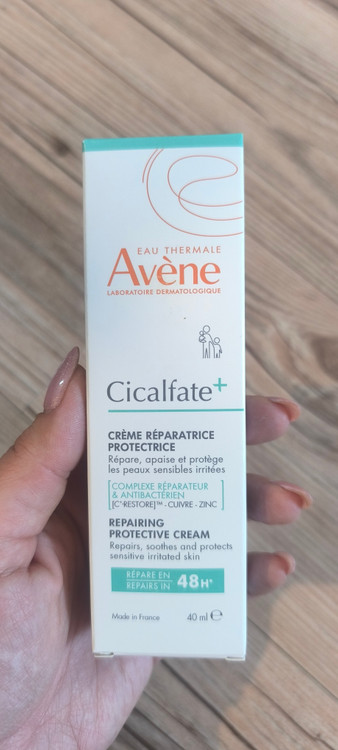 EAU THERMALE
Avène
LABORATOIRE DERMATOLOGIQUE
Cicalfate+
CRÈME RÉPARATRICE
PROTECTRICE
Répare, apaise et protège
les peaux sensibles irritées
COMPLEXE RÉPARATEUR
& ANTIBACTÉRIEN
[C+RESTORE]™ - CUIVRE - ZINC
REPAIRING
PROTECTIVE CREAM
Repairs, soothes and protects
sensitive irritated skin
RÉPARE EN
REPAIRS IN 48H*
Made in France 40 ml e